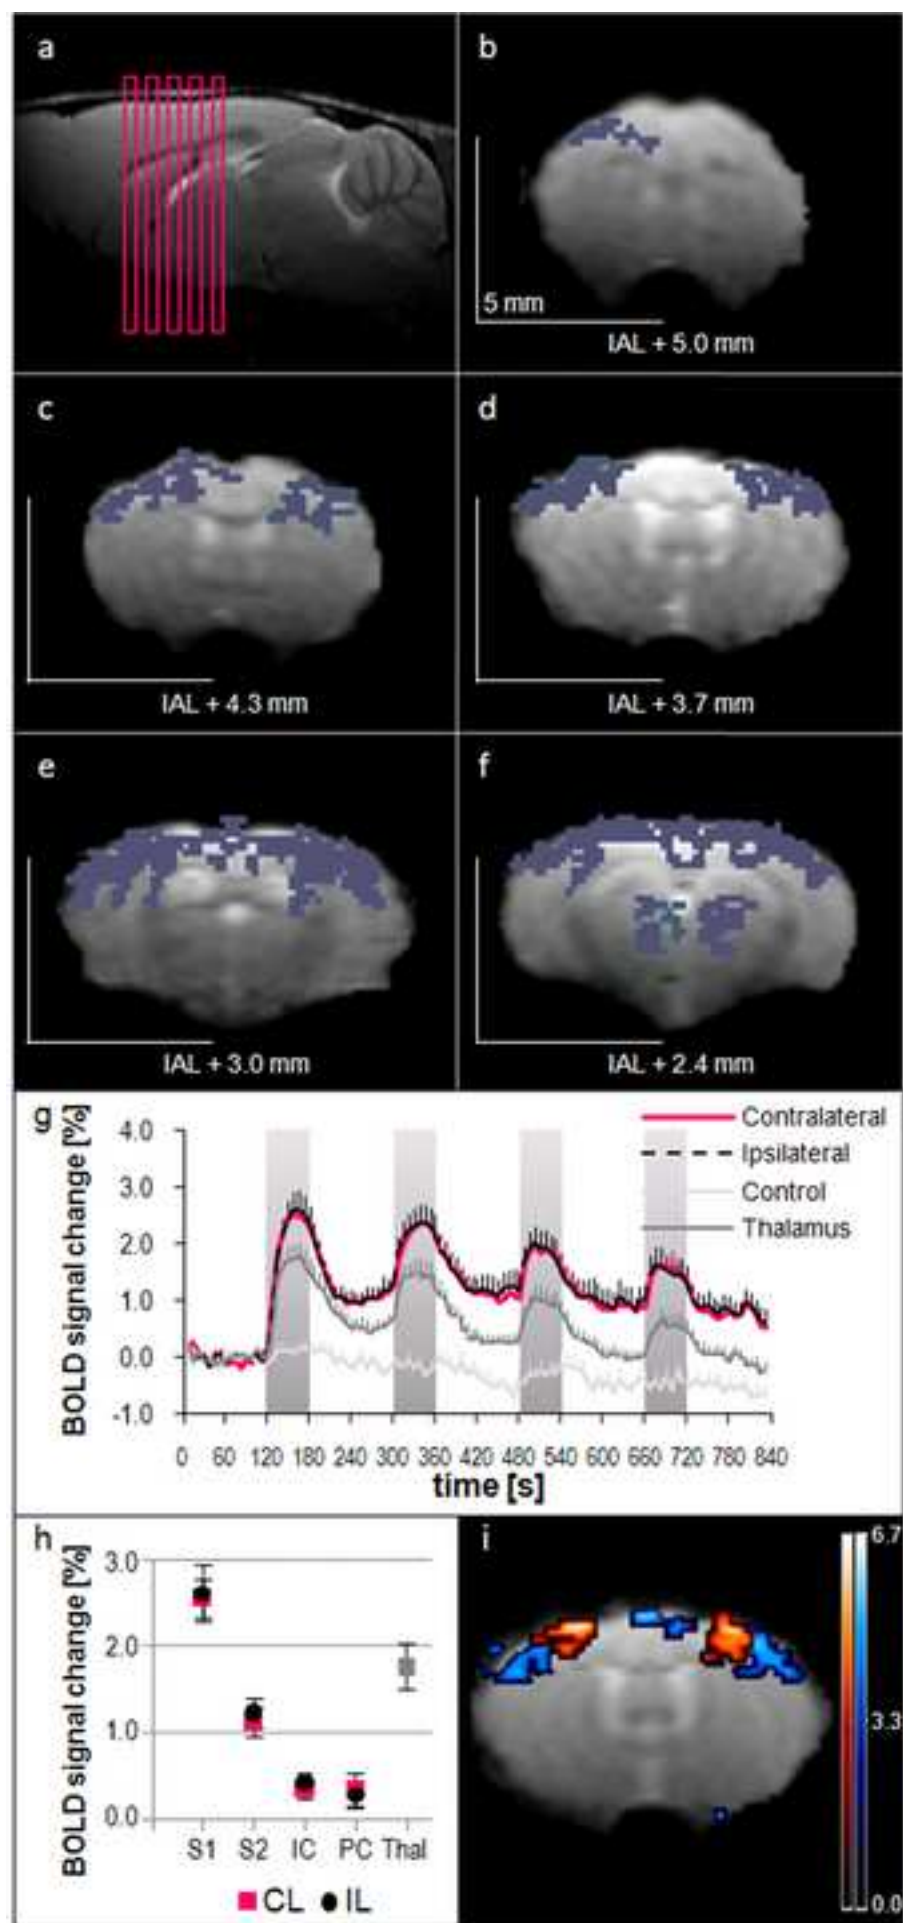 a
b
5 mm
IAL + 5.0 mm
c
d
IAL + 4.3 mm
IAL + 3.7 mm
e
f
IAL + 3.0 mm
IAL + 2.4 mm
g
BOLD signal change [%]
4.0
3.0
2.0
1.0
0.0
-1.0
Contralateral
Ipsilateral
Control
Thalamus
0 60 120 180 240 300 360 420 480 540 600 660 720 780 840
time [s]
h
BOLD signal change [%]
3.0
2.0
1.0
0.0
S1 S2 IC PC Thal
CL IL
i
6.7
3.3
0.0